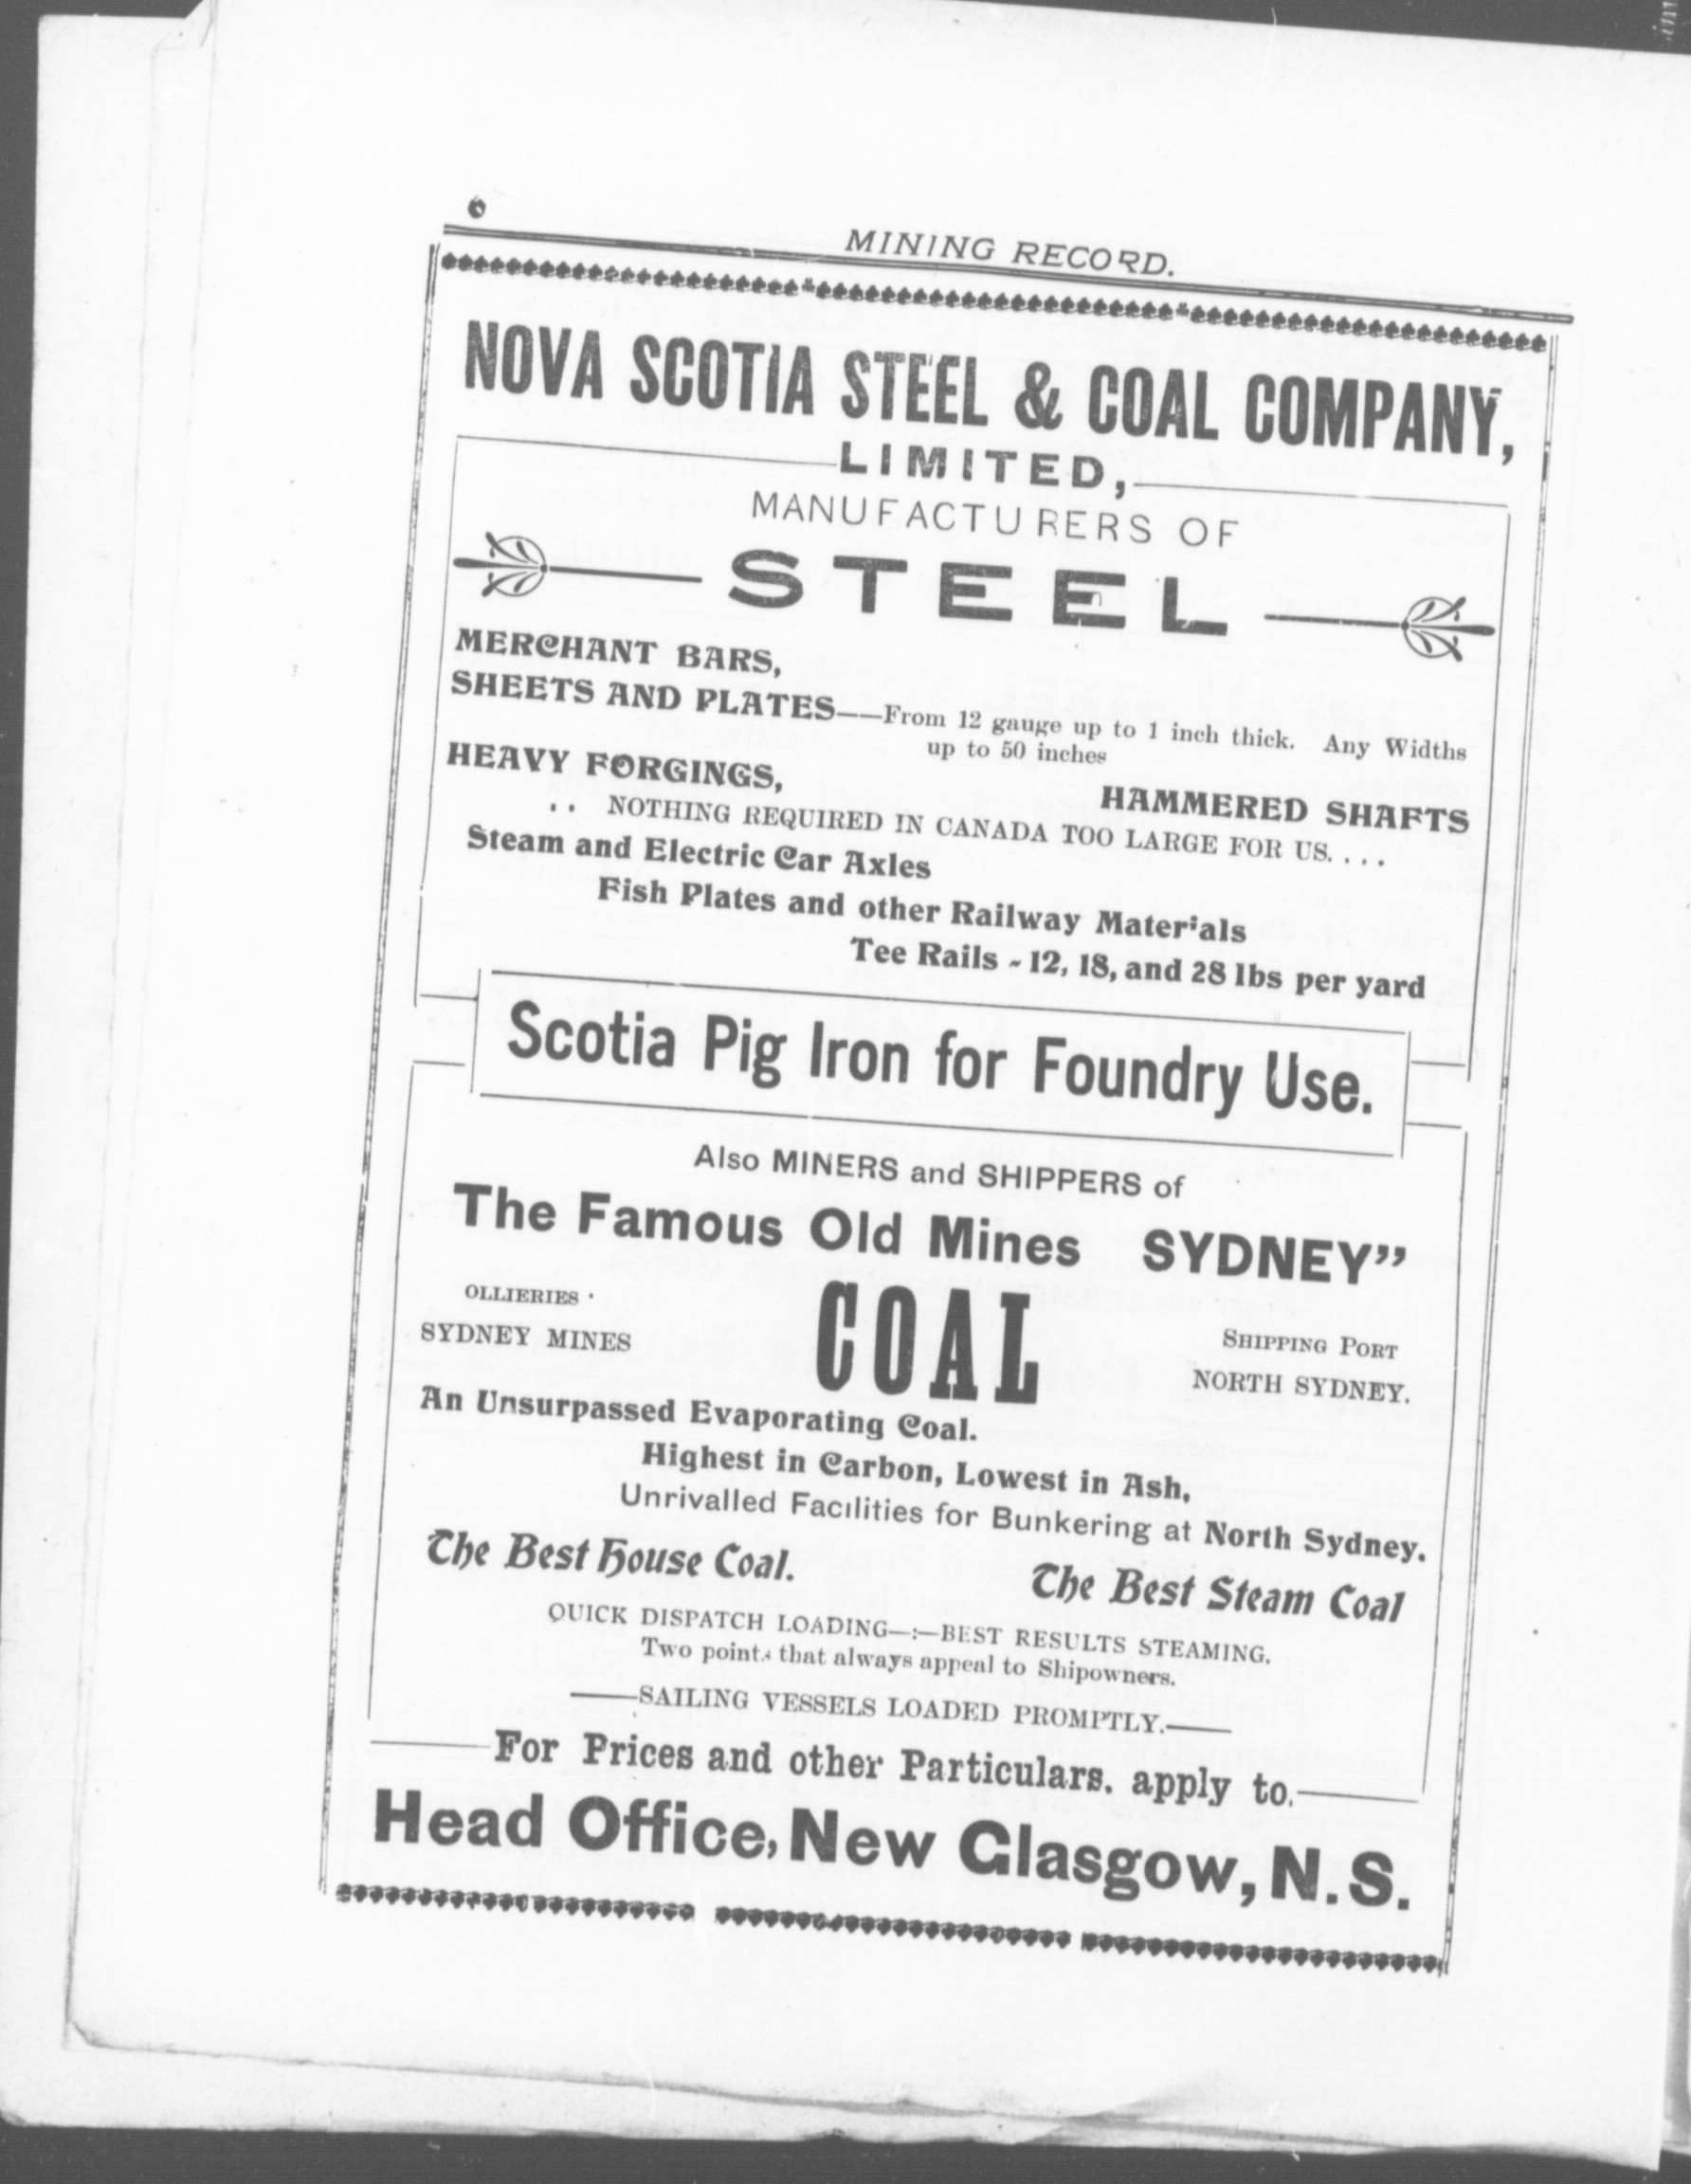 6
MINING RECORD.
NOVA SCOTIA STEEL & COAL COMPANY,
LIMITED,
MANUFACTURERS OF
STEEL
MERCHANT BARS,
SHEETS AND PLATES——From 12 gauge up to 1 inch thick. Any Widths
up to 50 inches
HEAVY FORGINGS,
HAMMERED SHAFTS
. . NOTHING REQUIRED IN CANADA TOO LARGE FOR US. . . .
Steam and Electric Car Axles
Fish Plates and other Railway Materials
Tee Rails - 12, 18, and 28 lbs per yard
Scotia Pig Iron for Foundry Use.
Also MINERS and SHIPPERS of
The Famous Old Mines SYDNEY”
OLLIERIES
SYDNEY MINES
COAL
SHIPPING PORT
NORTH SYDNEY.
An Unsurpassed Evaporating Coal.
Highest in Carbon, Lowest in Ash,
Unrivalled Facilities for Bunkering at North Sydney.
The Best House Coal.
The Best Steam Coal
QUICK DISPATCH LOADING—:—BEST RESULTS STEAMING.
Two points that always appeal to Shipowners.
——SAILING VESSELS LOADED PROMPTLY.——
For Prices and other Particulars. apply to.
Head Office, New Glasgow, N.S.